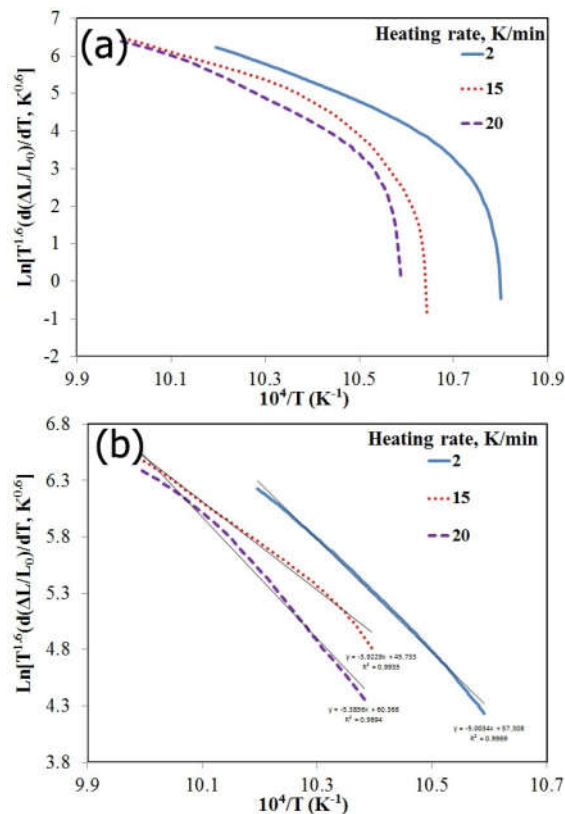 (a)
Heating rate, K/min
2
15
20
Ln[T^1.6(d(ΔL/L₀)/dT, K^0.6]
7
6
5
4
3
2
1
0
-1
-2
9.9 10.1 10.3 10.5 10.7 10.9
10⁴/T (K⁻¹)
(b)
Heating rate, K/min
2
15
20
Ln[T^1.6(d(ΔL/L₀)/dT, K^0.6]
6.8
6.3
5.8
5.3
4.8
4.3
3.8
9.9 10.1 10.3 10.5 10.7
10⁴/T (K⁻¹)